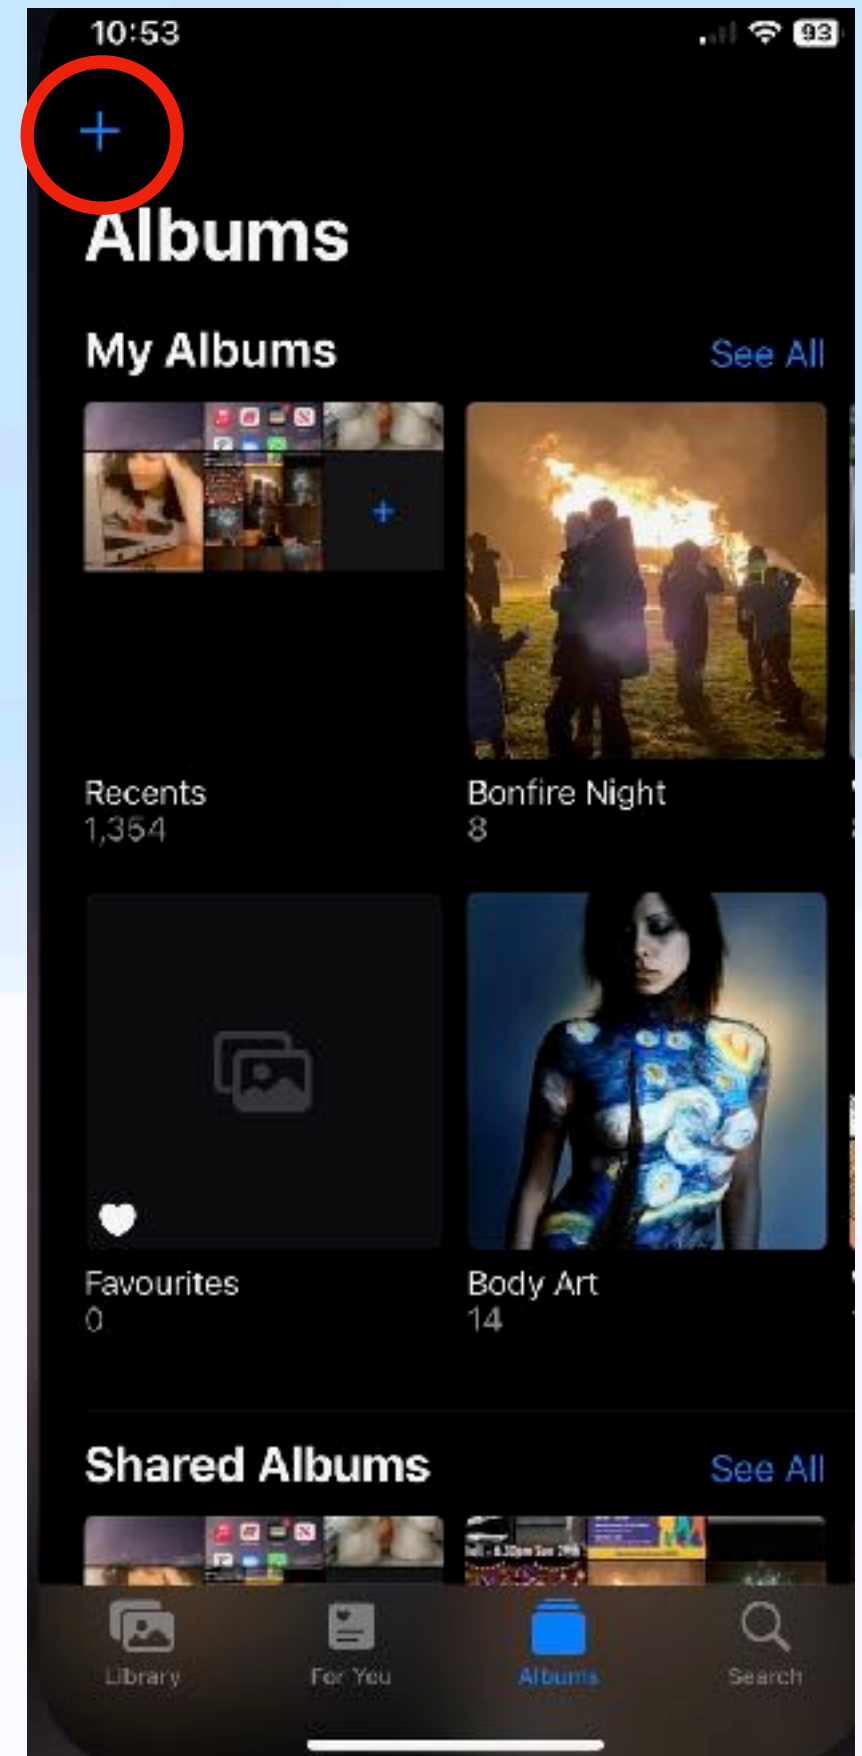 10:53
93
Albums
My Albums
See All
Recents
1,354
Bonfire Night
8
Favourites
0
Body Art
14
Shared Albums
See All
Library
For You
Albums
Search